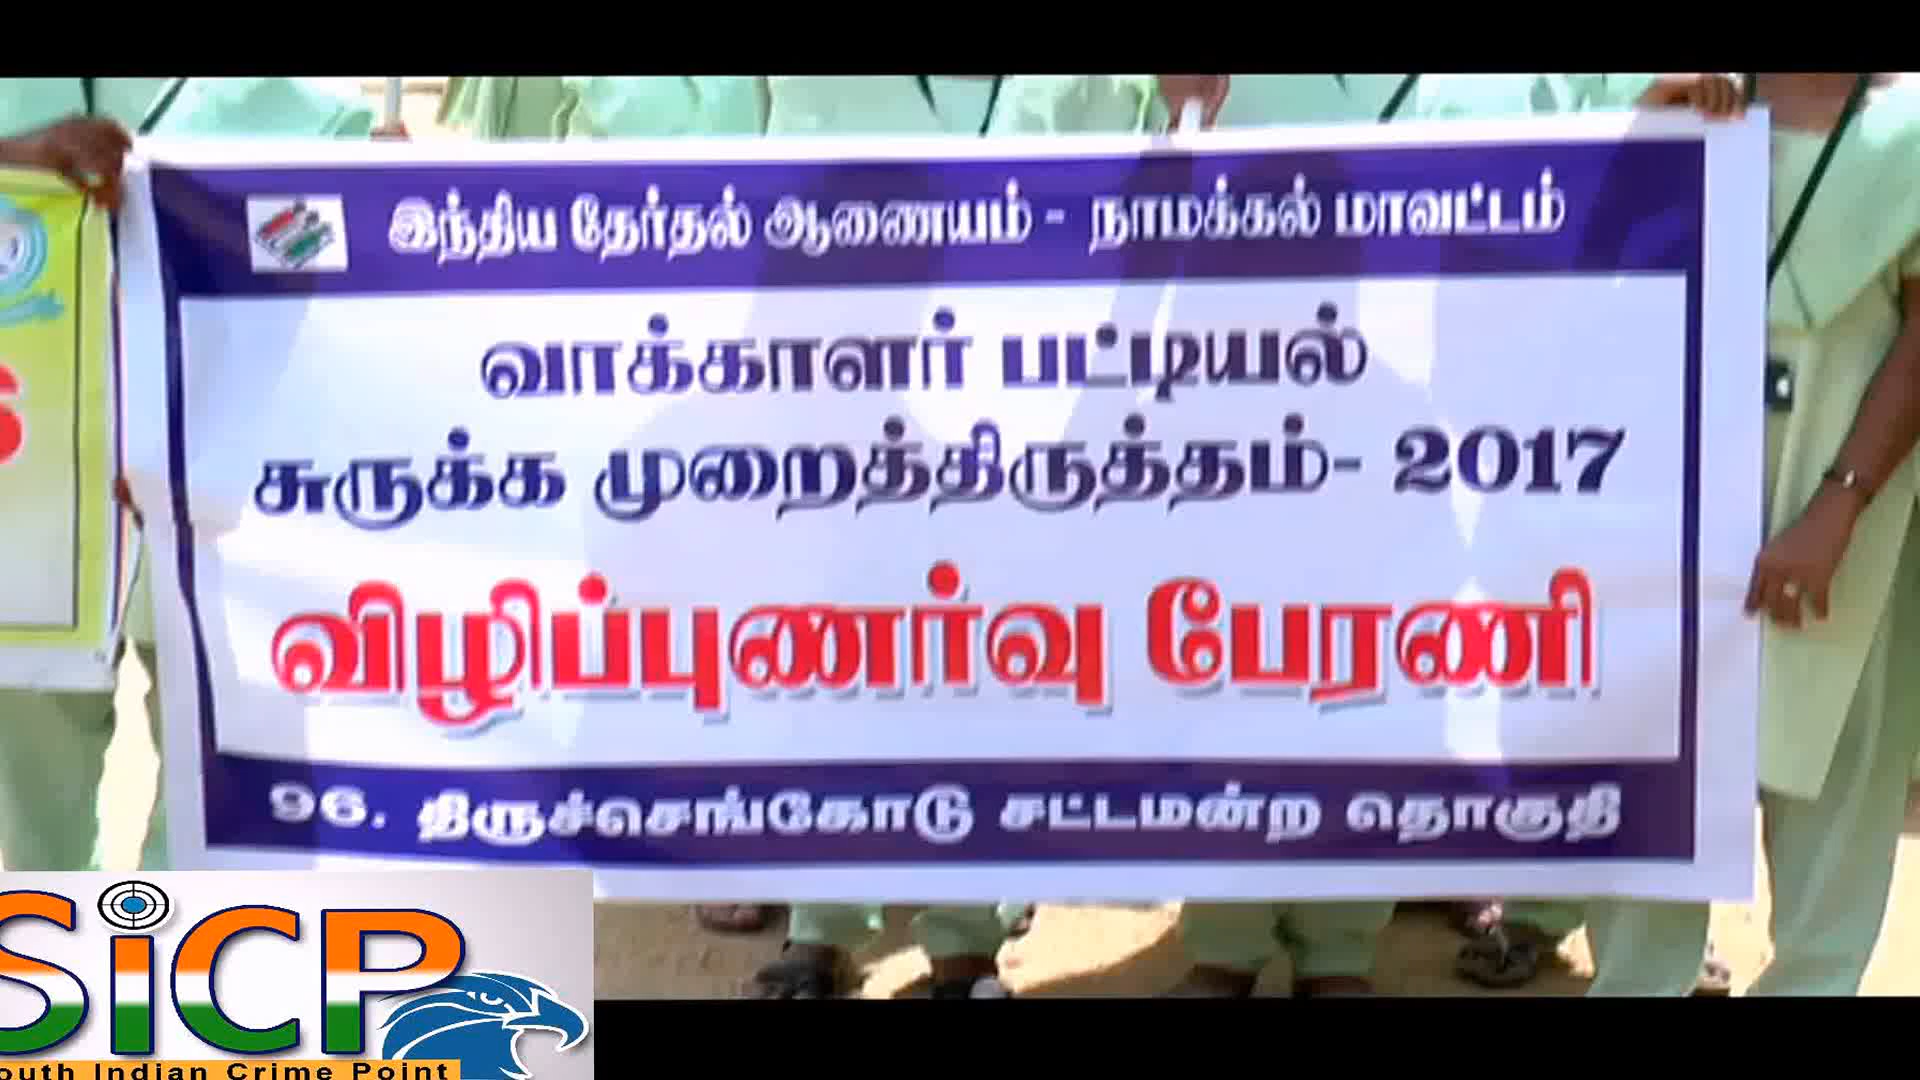 இந்திய தேர்தல் ஆணையம் - நாமக்கல் மாவட்டம்
வாக்காளர் பட்டியல்
சுருக்க முறைத்திருத்தம்- 2017
விழிப்புணர்வு பேரணி
96. திருச்செங்கோடு சட்டமன்ற தொகுதி
SiCP
outh Indian Crime Point